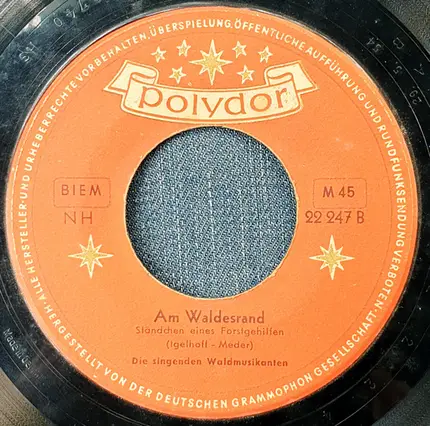 · ALLE HERSTELLER- UND URHEBERRECHTE VORBEHALTEN. ÜBERSPIELUNG, ÖFFENTLICHE AUFFÜHRUNG UND RUNDFUNKSENDUNG VERBOTEN ·
polydor
BIEM
M 45
NH
22 247 B
Am Waldesrand
Ständchen eines Forstgehilfen
(Igelhoff - Meder)
Die singenden Waldmusikanten
HERGESTELLT VON DER DEUTSCHEN GRAMMOPHON GESELLSCHAFT